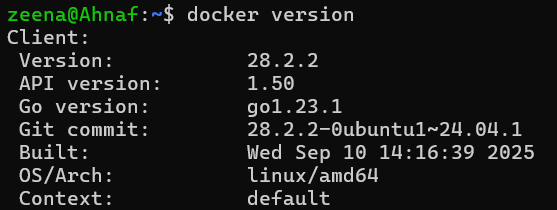 zeena@Ahnaf:~$ docker version
Client:
 Version:           28.2.2
 API version:       1.50
 Go version:        go1.23.1
 Git commit:        28.2.2-0ubuntu1~24.04.1
 Built:             Wed Sep 10 14:16:39 2025
 OS/Arch:           linux/amd64
 Context:           default